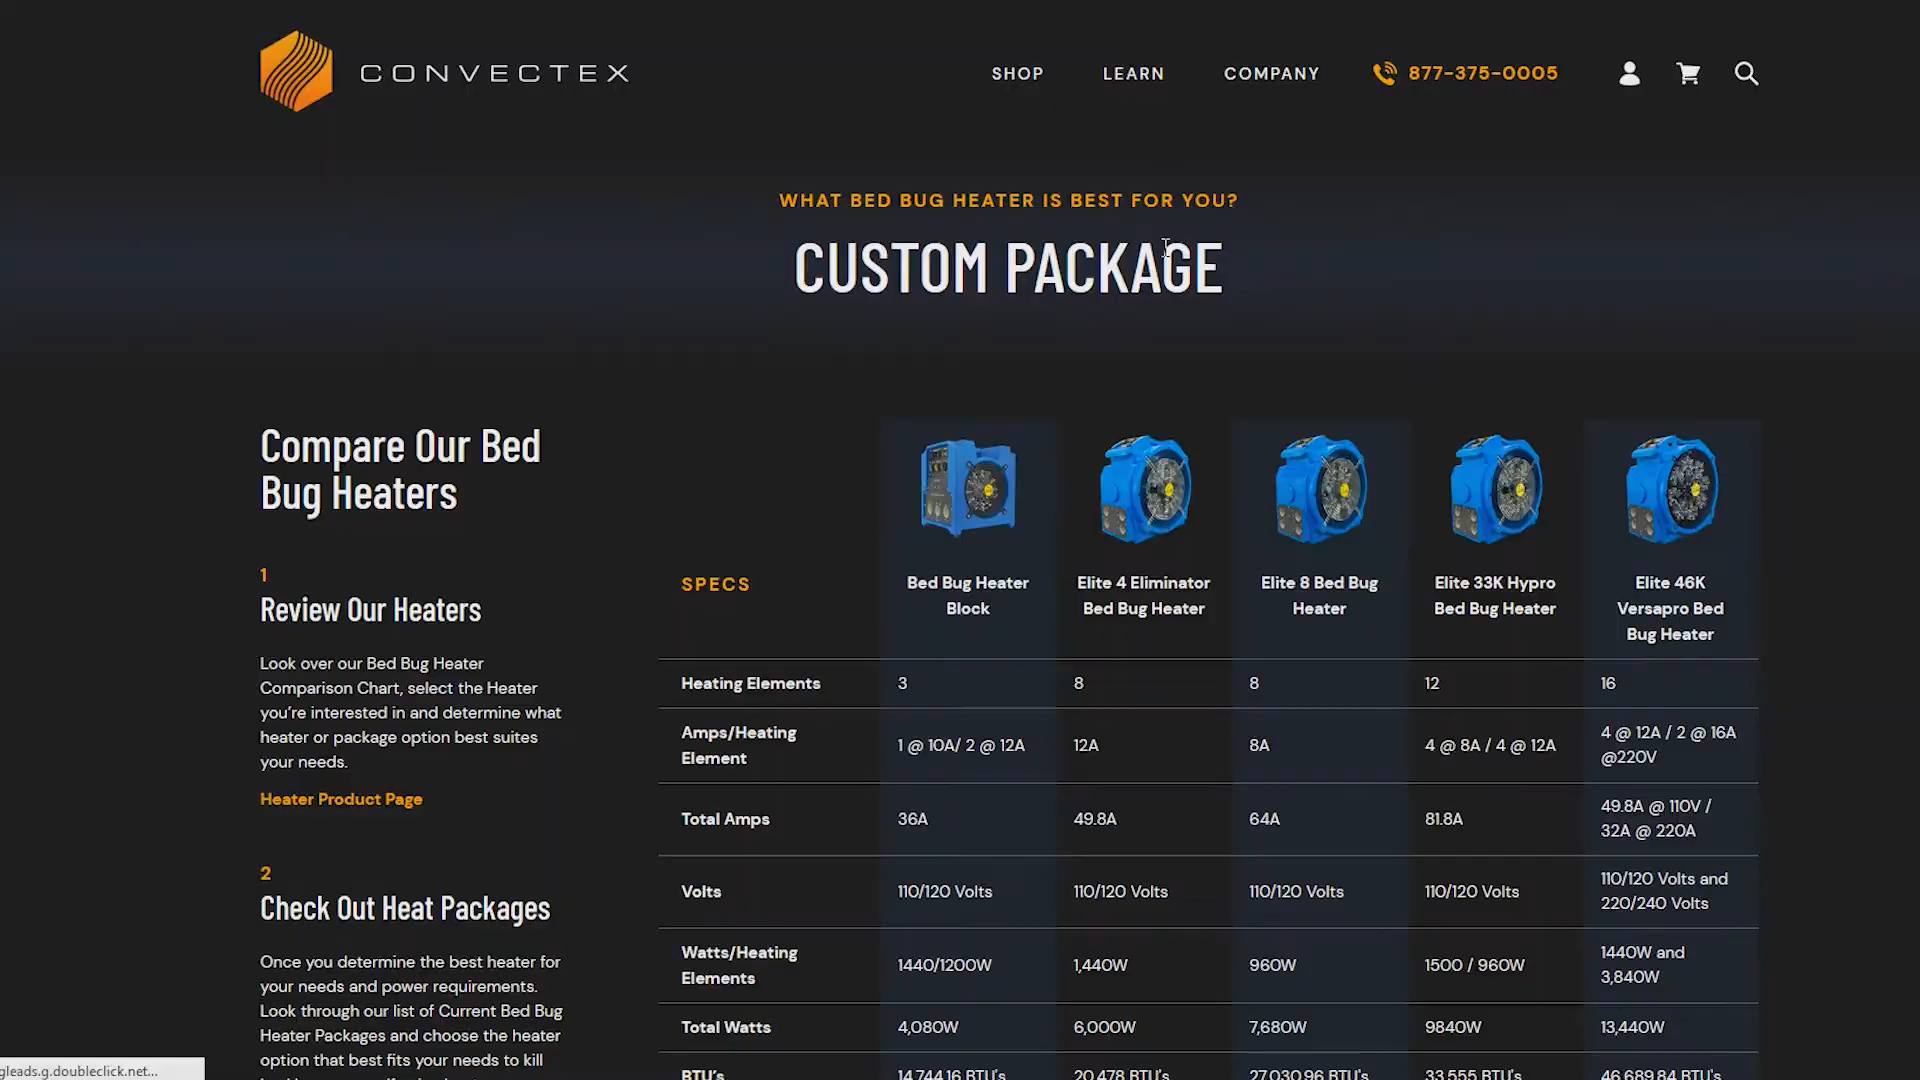 CONVECTEX
SHOP
LEARN
COMPANY
877-375-0005
WHAT BED BUG HEATER IS BEST FOR YOU?
CUSTOM PACKAGE
Compare Our Bed
Bug Heaters
1
Review Our Heaters
Look over our Bed Bug Heater
Comparison Chart, select the Heater
you're interested in and determine what
heater or package option best suites
your needs.
Heater Product Page
2
Check Out Heat Packages
Once you determine the best heater for
your needs and power requirements.
Look through our list of Current Bed Bug
Heater Packages and choose the heater
option that best fits your needs to kill
SPECS
Bed Bug Heater
Block
Elite 4 Eliminator
Bed Bug Heater
Elite 8 Bed Bug
Heater
Elite 33K Hypro
Bed Bug Heater
Elite 46K
Versapro Bed
Bug Heater
Heating Elements
3
8
8
12
16
Amps/Heating
Element
1 @ 10A/ 2 @ 12A
12A
8A
4 @ 8A / 4 @ 12A
4 @ 12A / 2 @ 16A
@220V
Total Amps
36A
49.8A
64A
81.8A
49.8A @ 110V /
32A @ 220A
Volts
110/120 Volts
110/120 Volts
110/120 Volts
110/120 Volts
110/120 Volts and
220/240 Volts
Watts/Heating
Elements
1440/1200W
1,440W
960W
1500 / 960W
1440W and
3,840W
Total Watts
4,080W
6,000W
7,680W
9840W
13,440W
BTU's
14,744.16 BTU's
20,478 BTU's
27,030.96 BTU's
33,555 BTU's
46,689.84 BTU's
gleads.g.doubleclick.net...